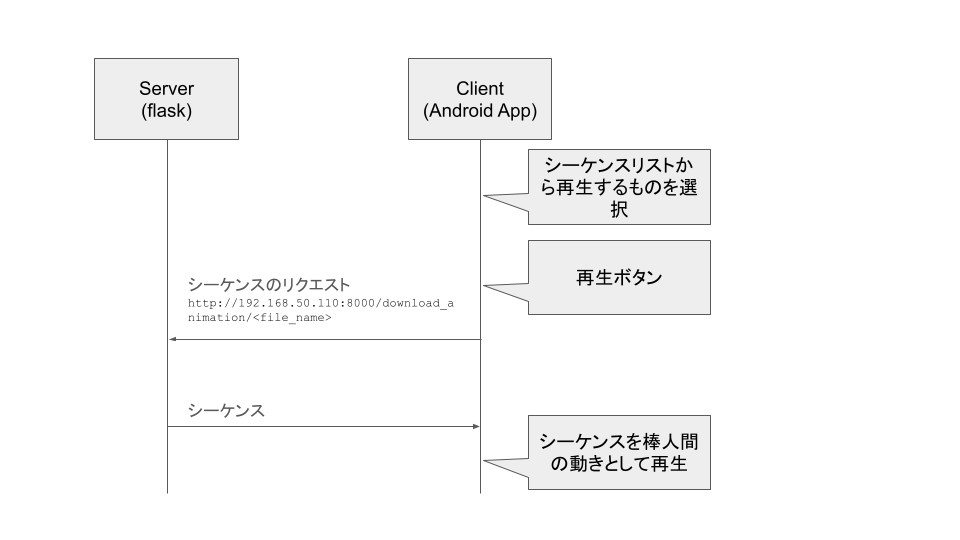 Server
(flask)
Client
(Android App)
シーケンスリストか
ら再生するものを選
択
再生ボタン
シーケンスのリクエスト
http://192.168.50.110:8000/download_a
nimation/<file_name>
シーケンス
シーケンスを棒人間
の動きとして再生